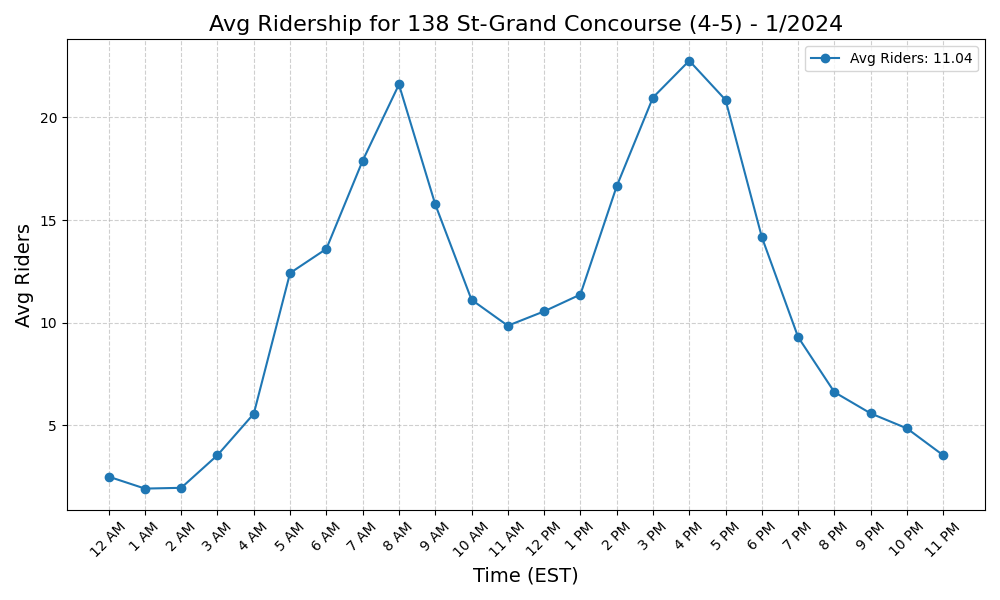 Avg Ridership for 138 St-Grand Concourse (4-5) - 1/2024
Avg Riders: 11.04
Avg Riders
20
15
10
5
12 AM
1 AM
2 AM
3 AM
4 AM
5 AM
6 AM
7 AM
8 AM
9 AM
10 AM
11 AM
12 PM
1 PM
2 PM
3 PM
4 PM
5 PM
6 PM
7 PM
8 PM
9 PM
10 PM
11 PM
Time (EST)